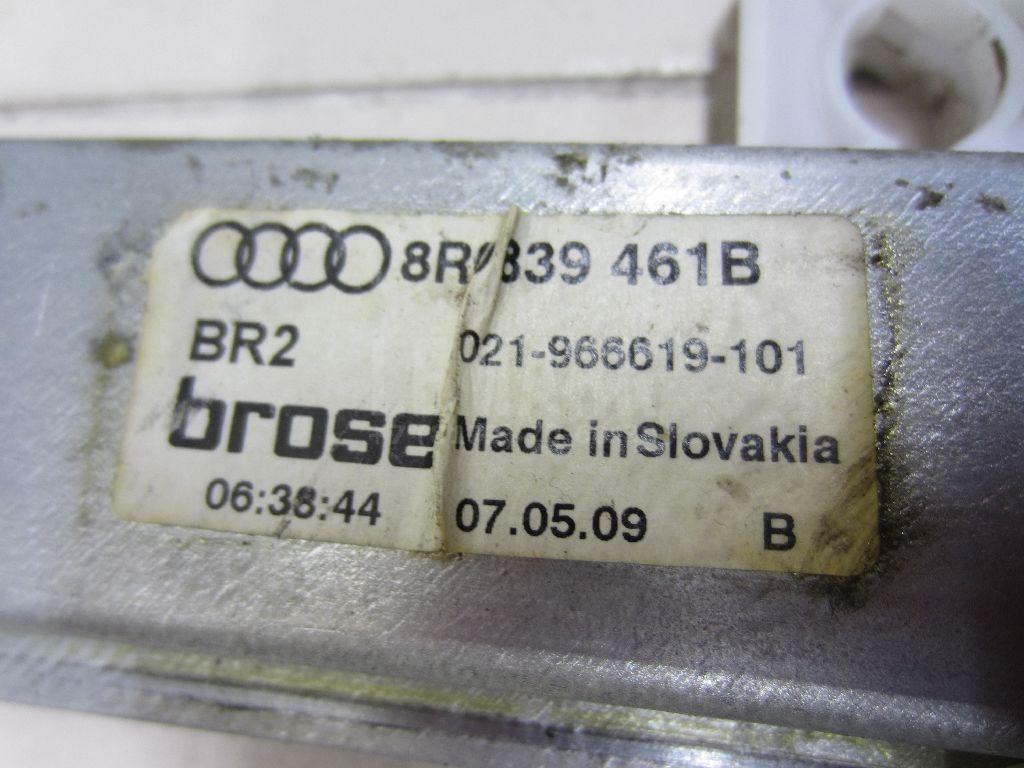 8R0839 461B
BR2 021-966619-101
brose Made in Slovakia
06:38:44 07.05.09 B